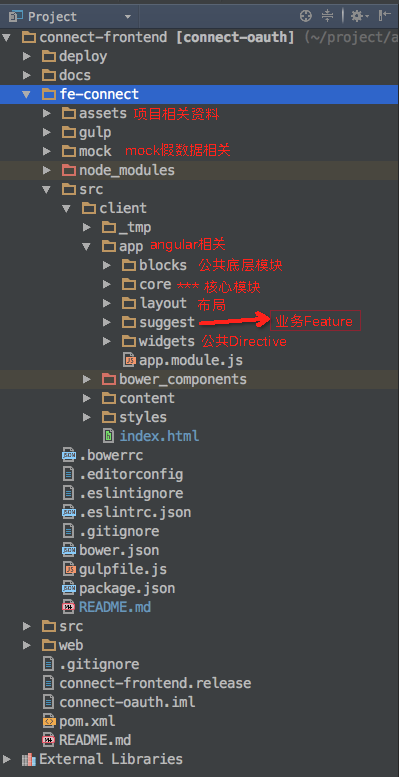 Project
connect-frontend [connect-oauth] (~/project/a
deploy
docs
fe-connect
assets 项目相关资料
gulp
mock mock假数据相关
node_modules
src
client
_tmp
app angular相关
blocks 公共底层模块
core *** 核心模块
layout 布局
suggest 业务Feature
widgets 公共Directive
app.module.js
bower_components
content
styles
index.html
.bowerrc
.editorconfig
.eslintignore
.eslintrc.json
.gitignore
bower.json
gulpfile.js
package.json
README.md
src
web
.gitignore
connect-frontend.release
connect-oauth.iml
pom.xml
README.md
External Libraries